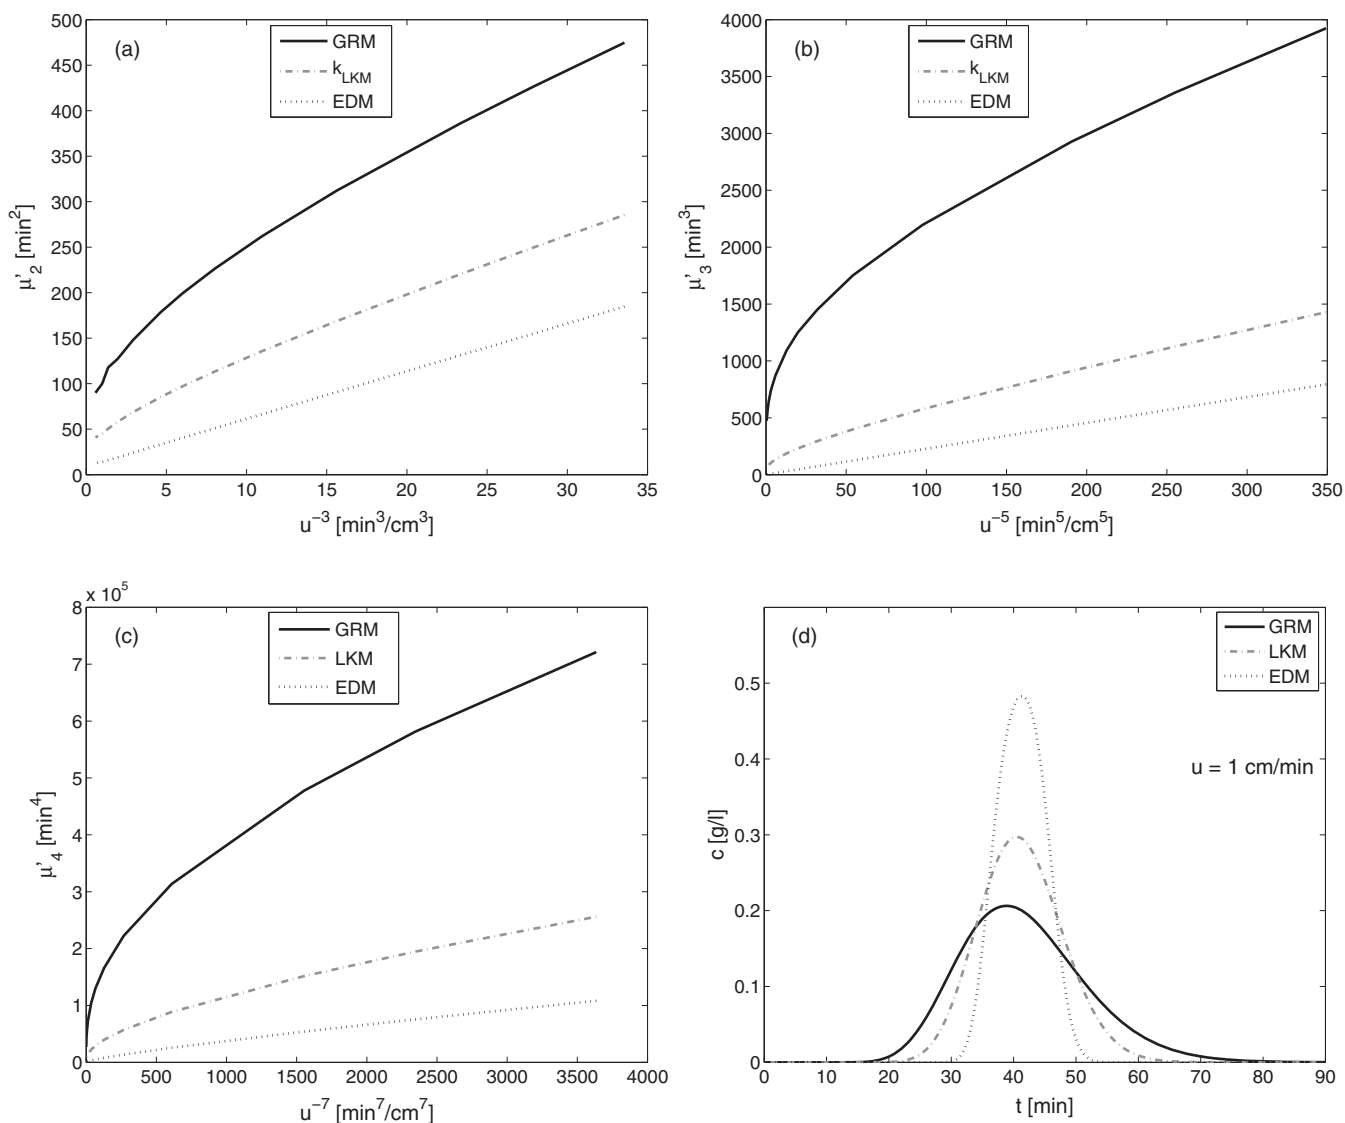 (a)
GRM
k_LKM
EDM
500
450
400
350
300
250
200
150
100
50
0
μ'_2 [min^2]
0 5 10 15 20 25 30 35
u^-3 [min^3/cm^3]
(b)
GRM
k_LKM
EDM
4000
3500
3000
2500
2000
1500
1000
500
0
μ'_3 [min^3]
0 50 100 150 200 250 300 350
u^-5 [min^5/cm^5]
x 10^5
(c)
GRM
LKM
EDM
8
7
6
5
4
3
2
1
0
μ'_4 [min^4]
0 500 1000 1500 2000 2500 3000 3500 4000
u^-7 [min^7/cm^7]
(d)
GRM
LKM
EDM
u = 1 cm/min
0.5
0.4
0.3
0.2
0.1
0
c [g/l]
0 10 20 30 40 50 60 70 80 90
t [min]